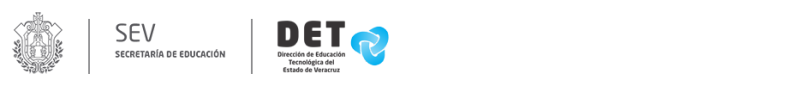 SEV
SECRETARÍA DE EDUCACIÓN
DET
Dirección de Educación
Tecnológica del
Estado de Veracruz